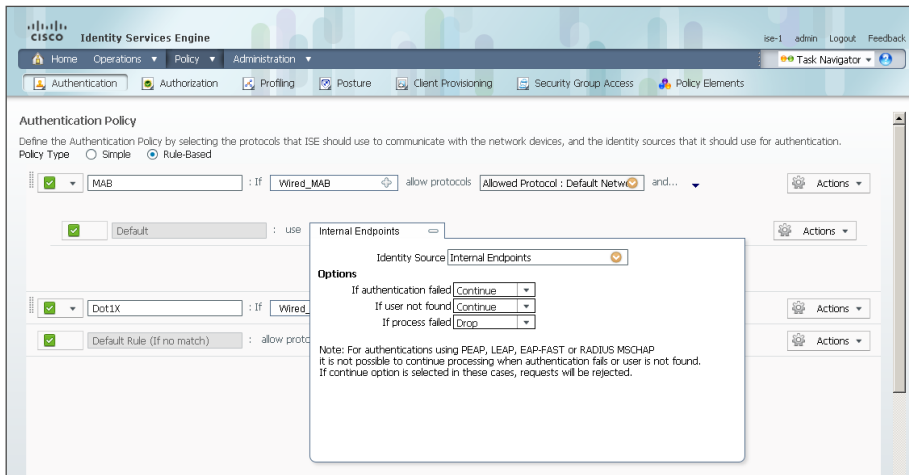 CISCO Identity Services Engine
ise-1 admin Logout Feedback
Home Operations Policy Administration
Task Navigator
Authentication Authorization Profiling Posture Client Provisioning Security Group Access Policy Elements
Authentication Policy
Define the Authentication Policy by selecting the protocols that ISE should use to communicate with the network devices, and the identity sources that it should use for authentication.
Policy Type Simple Rule-Based
MAB : If Wired_MAB allow protocols Allowed Protocol : Default Netw and... Actions
Default : use Internal Endpoints Actions
Identity Source Internal Endpoints
Options
If authentication failed Continue
If user not found Continue
If process failed Drop
Note: For authentications using PEAP, LEAP, EAP-FAST or RADIUS MSCHAP
it is not possible to continue processing when authentication fails or user is not found.
If continue option is selected in these cases, requests will be rejected.
Dot1X : If Wired_ Actions
Default Rule (If no match) : allow proto Actions